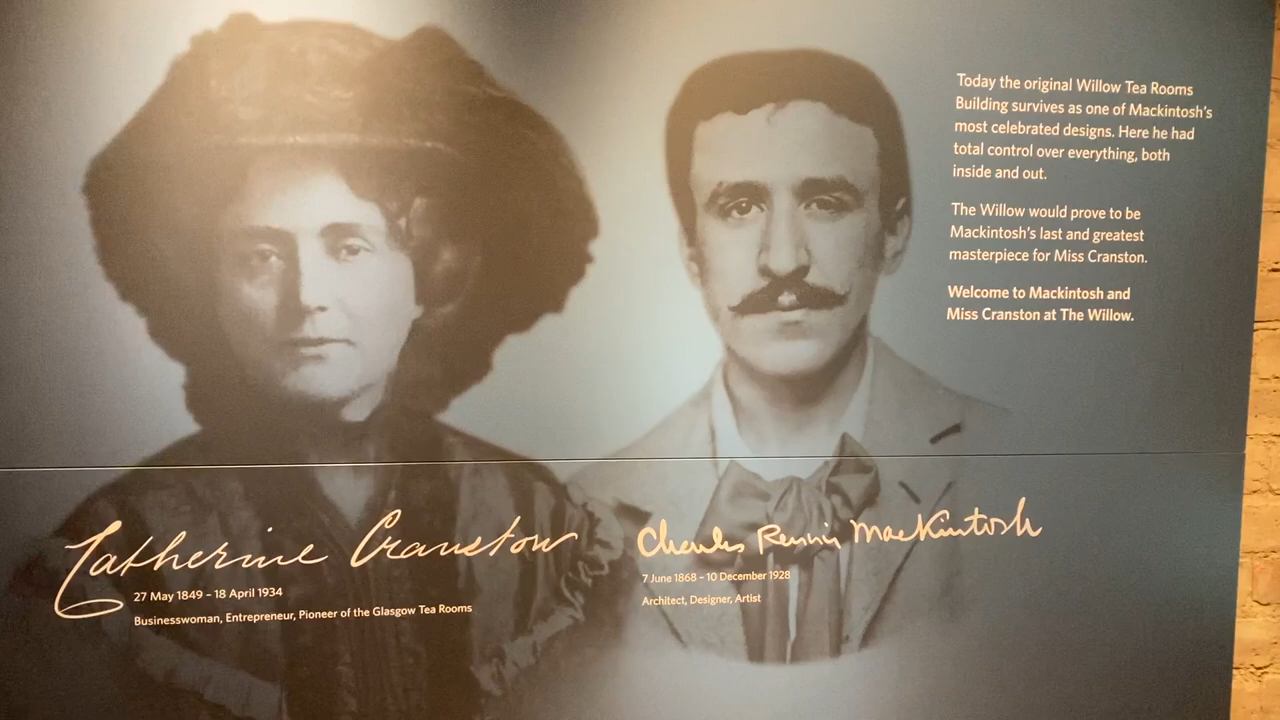 Today the original Willow Tea Rooms
Building survives as one of Mackintosh's
most celebrated designs. Here he had
total control over everything, both
inside and out.
The Willow would prove to be
Mackintosh's last and greatest
masterpiece for Miss Cranston.
Welcome to Mackintosh and
Miss Cranston at The Willow.
Catherine Cranston
27 May 1849 – 18 April 1934
Businesswoman, Entrepreneur, Pioneer of the Glasgow Tea Rooms
Charles Rennie Mackintosh
7 June 1868 – 10 December 1928
Architect, Designer, Artist